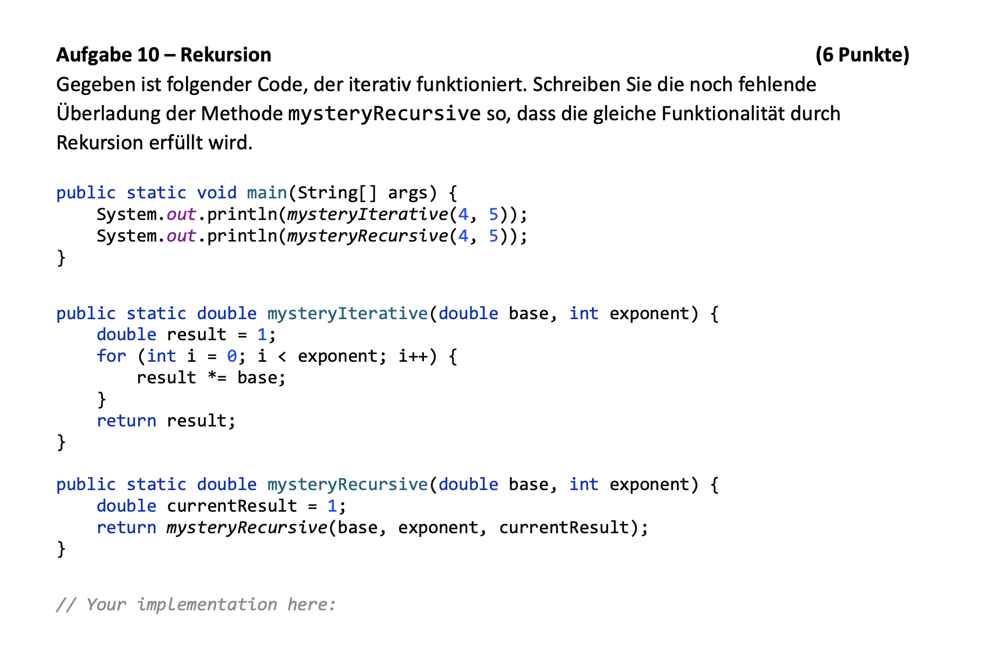 Aufgabe 10 – Rekursion (6 Punkte)
Gegeben ist folgender Code, der iterativ funktioniert. Schreiben Sie die noch fehlende
Überladung der Methode mysteryRecursive so, dass die gleiche Funktionalität durch
Rekursion erfüllt wird.
public static void main(String[] args) {
    System.out.println(mysteryIterative(4, 5));
    System.out.println(mysteryRecursive(4, 5));
}
public static double mysteryIterative(double base, int exponent) {
    double result = 1;
    for (int i = 0; i < exponent; i++) {
        result *= base;
    }
    return result;
}
public static double mysteryRecursive(double base, int exponent) {
    double currentResult = 1;
    return mysteryRecursive(base, exponent, currentResult);
}
// Your implementation here: